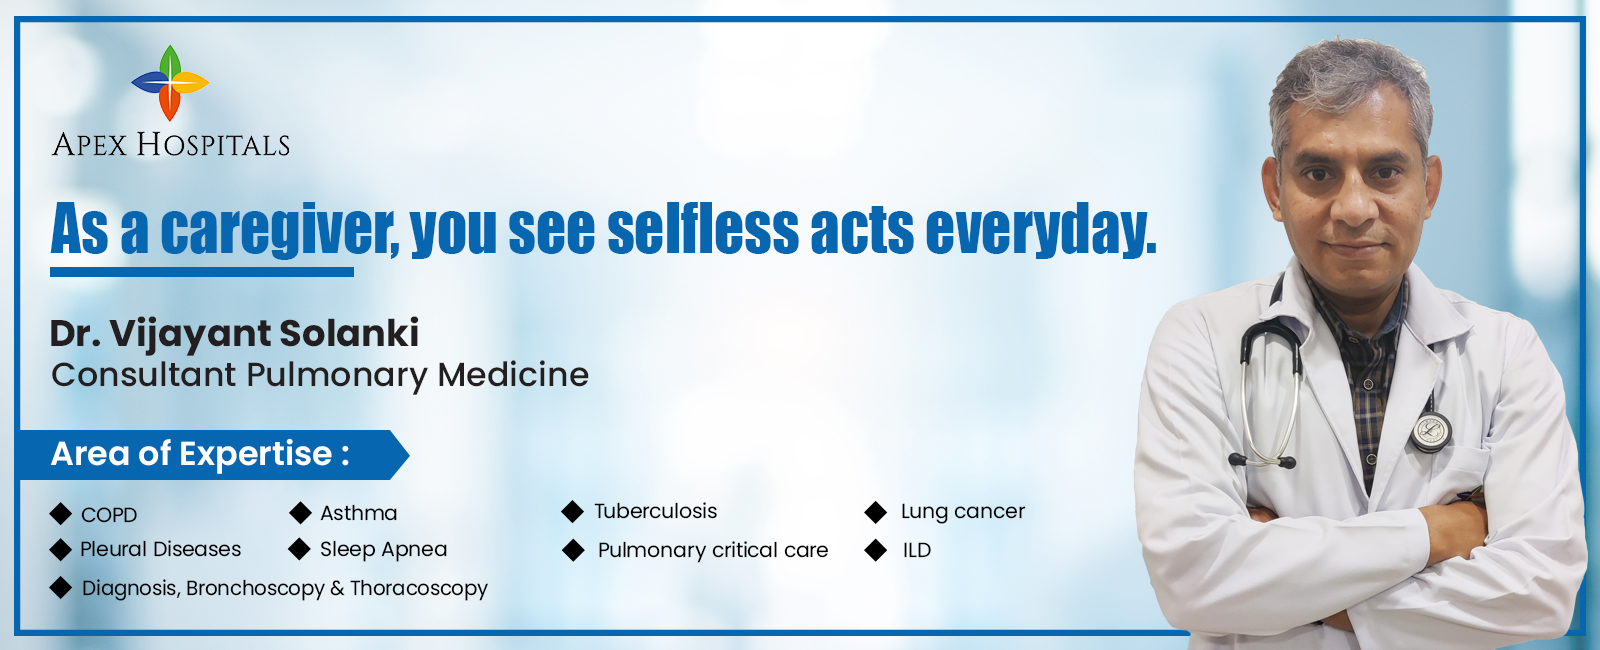 APEX HOSPITALS
As a caregiver, you see selfless acts everyday.
Dr. Vijayant Solanki
Consultant Pulmonary Medicine
Area of Expertise :
COPD
Asthma
Tuberculosis
Lung cancer
Pleural Diseases
Sleep Apnea
Pulmonary critical care
ILD
Diagnosis, Bronchoscopy & Thoracoscopy